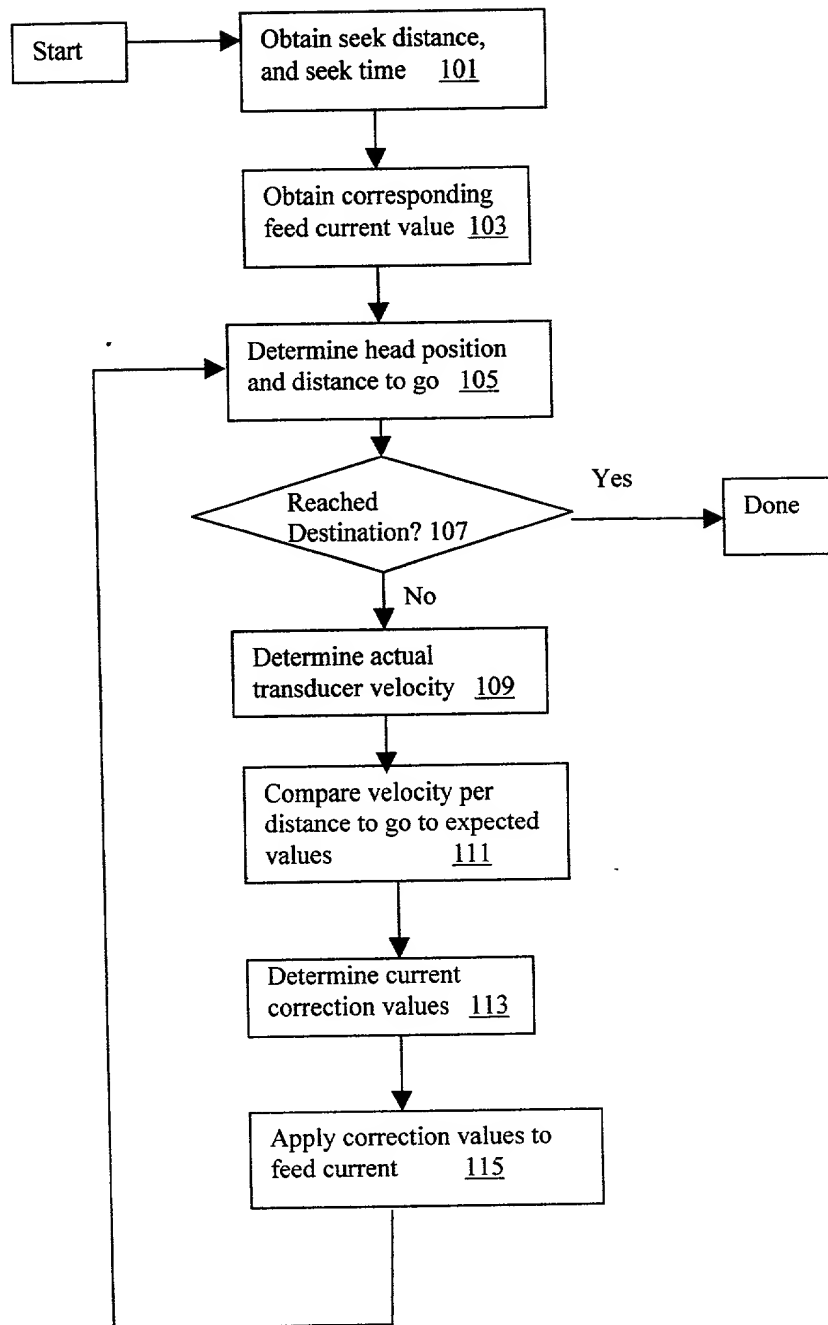 Start
Obtain seek distance,
and seek time 101
Obtain corresponding
feed current value 103
Determine head position
and distance to go 105
Reached
Destination? 107
Yes
Done
No
Determine actual
transducer velocity 109
Compare velocity per
distance to go to expected
values 111
Determine current
correction values 113
Apply correction values to
feed current 115